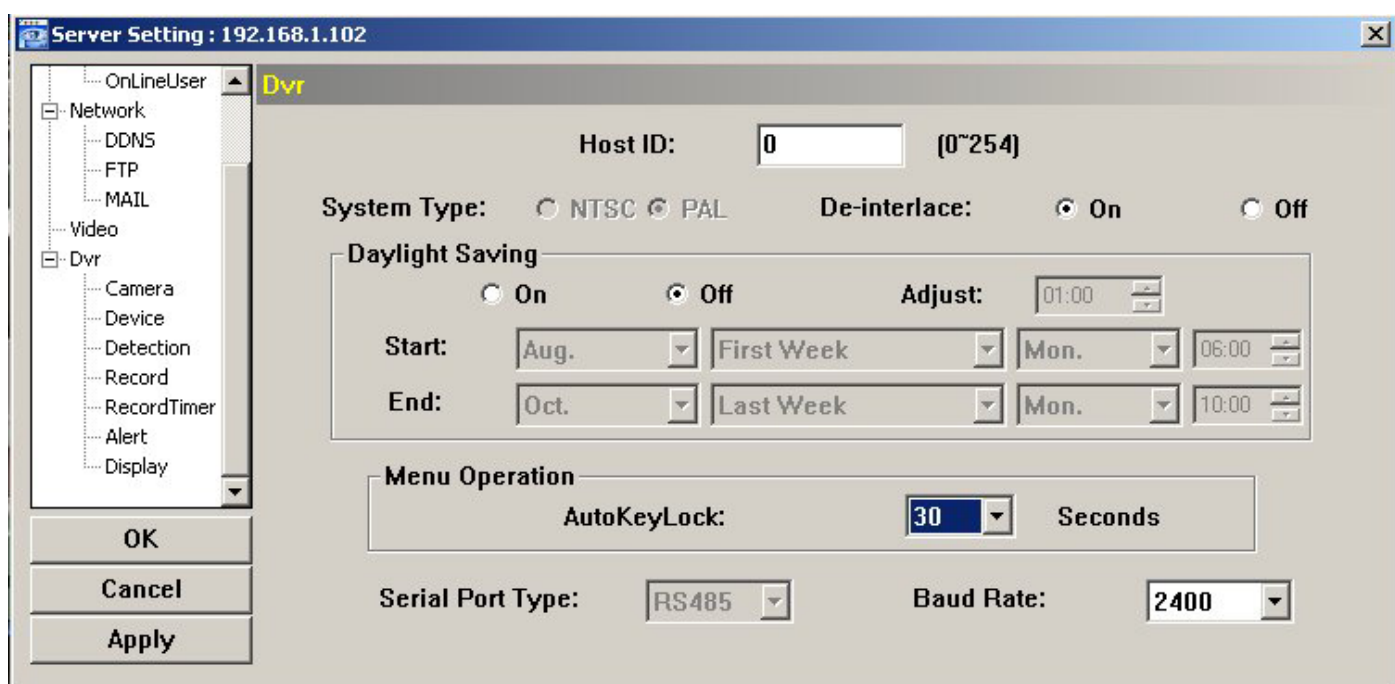 Server Setting : 192.168.1.102
OnLineUser
Network
DDNS
FTP
MAIL
Video
Dvr
Camera
Device
Detection
Record
RecordTimer
Alert
Display
OK
Cancel
Apply
Dvr
Host ID: 0 (0~254)
System Type: NTSC PAL De-interlace: On Off
Daylight Saving
On Off Adjust: 01:00
Start: Aug. First Week Mon. 06:00
End: Oct. Last Week Mon. 10:00
Menu Operation
AutoKeyLock: 30 Seconds
Serial Port Type: RS485 Baud Rate: 2400